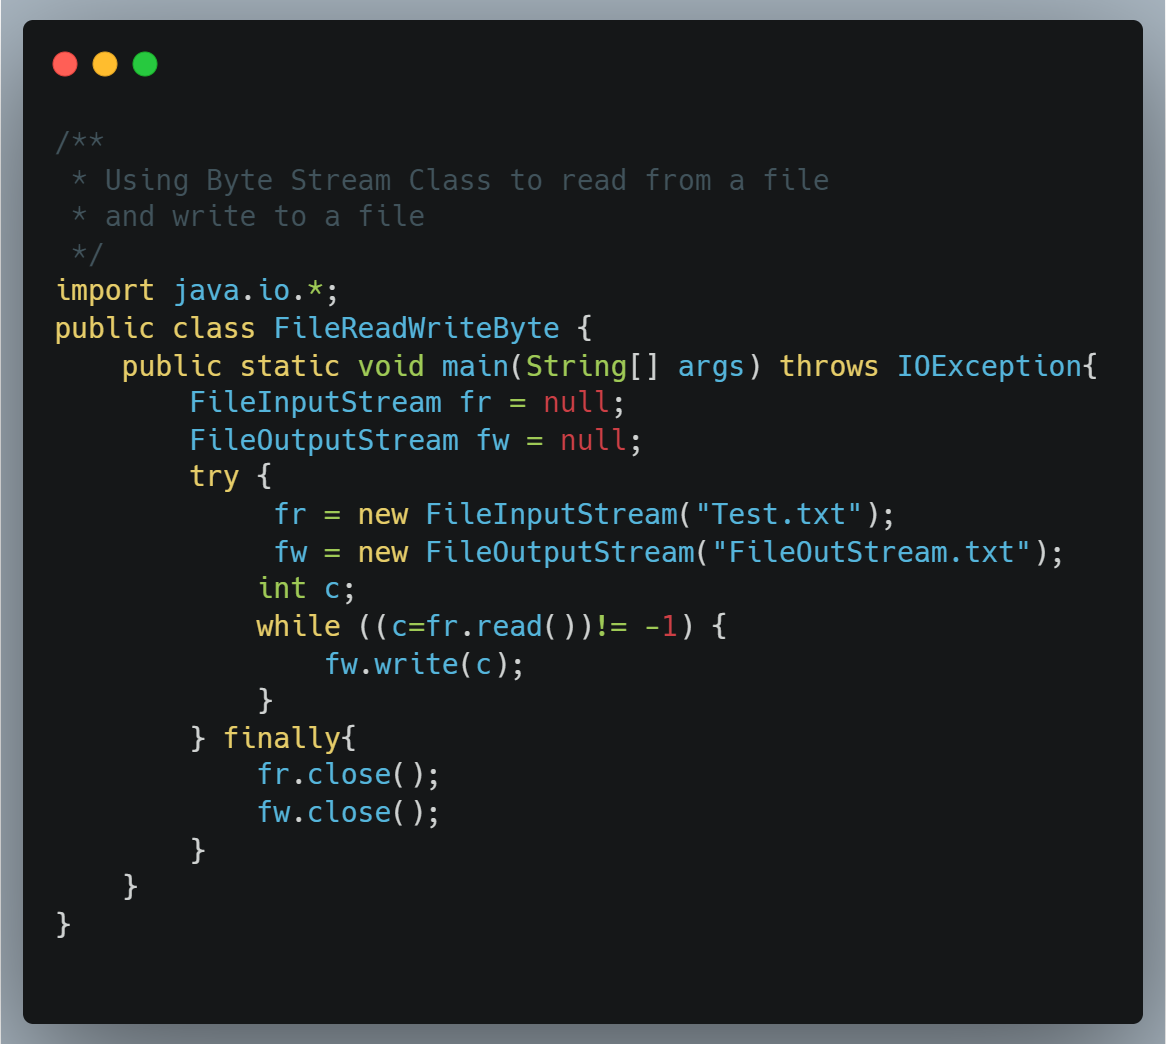 /**
 * Using Byte Stream Class to read from a file
 * and write to a file
 */
import java.io.*;
public class FileReadWriteByte {
    public static void main(String[] args) throws IOException{
        FileInputStream fr = null;
        FileOutputStream fw = null;
        try {
             fr = new FileInputStream("Test.txt");
             fw = new FileOutputStream("FileOutStream.txt");
            int c;
            while ((c=fr.read())!= -1) {
                fw.write(c);
            }
        } finally{
            fr.close();
            fw.close();
        }
    }
}